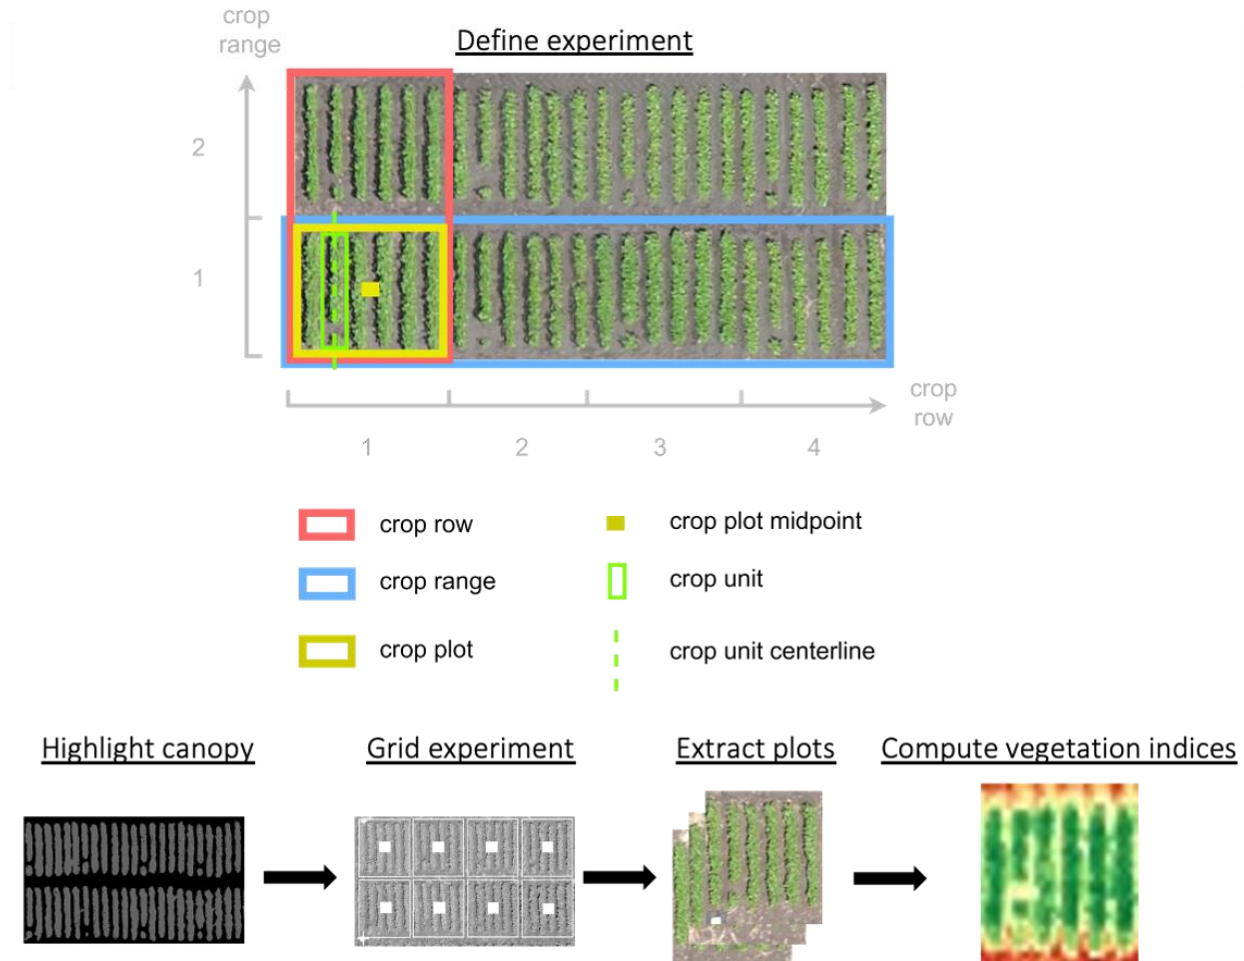 crop
range
Define experiment
2
1
crop
row
1 2 3 4
crop row
crop plot midpoint
crop range
crop unit
crop plot
crop unit centerline
Highlight canopy
Grid experiment
Extract plots
Compute vegetation indices